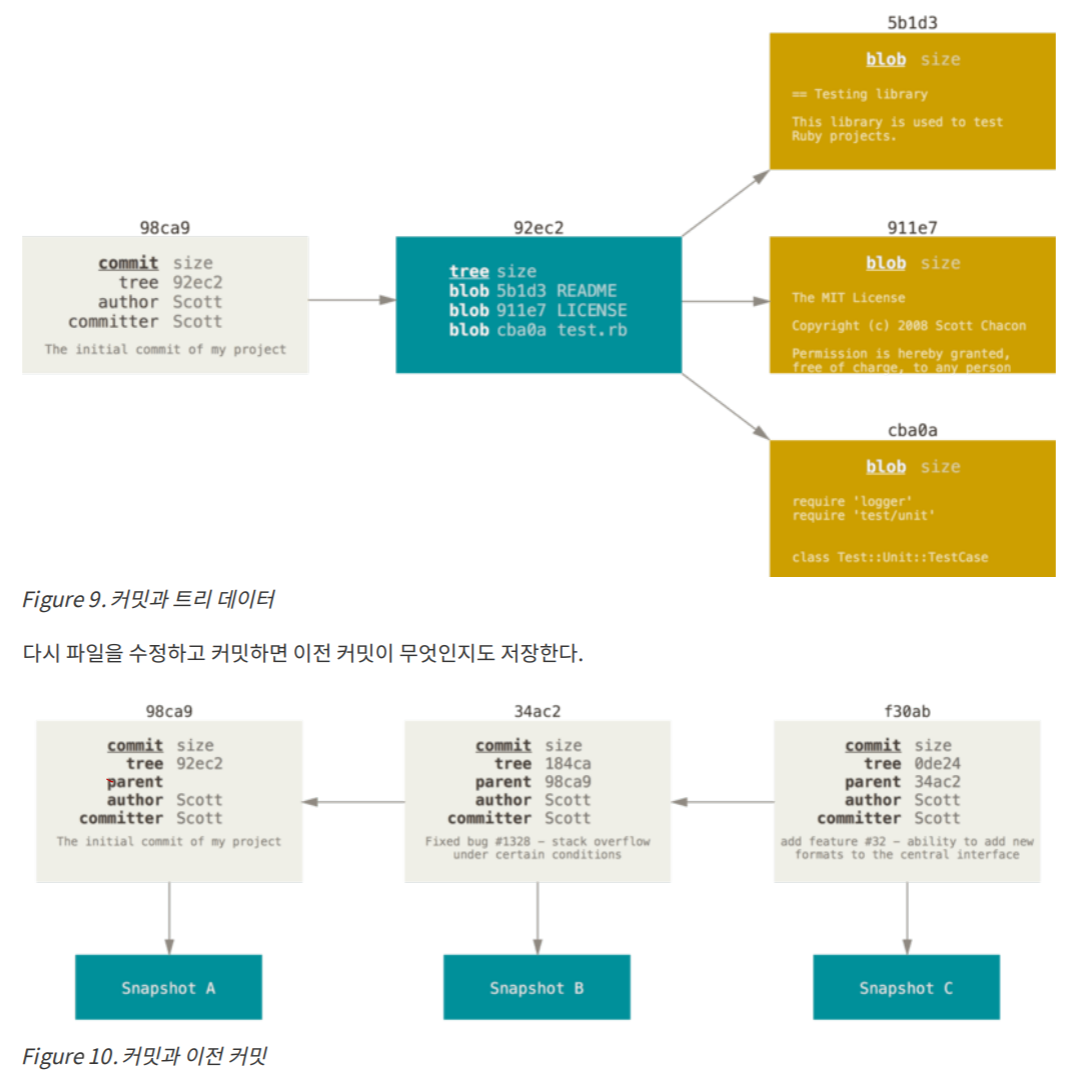 5b1d3
blob size
== Testing library
This library is used to test
Ruby projects.
98ca9
commit size
tree 92ec2
author Scott
committer Scott
The initial commit of my project
92ec2
tree size
blob 5b1d3 README
blob 911e7 LICENSE
blob cba0a test.rb
911e7
blob size
The MIT License
Copyright (c) 2008 Scott Chacon
Permission is hereby granted,
free of charge, to any person
cba0a
blob size
require 'logger'
require 'test/unit'
class Test::Unit::TestCase
Figure 9. 커밋과 트리 데이터
다시 파일을 수정하고 커밋하면 이전 커밋이 무엇인지도 저장한다.
98ca9
commit size
tree 92ec2
parent
author Scott
committer Scott
The initial commit of my project
34ac2
commit size
tree 184ca
parent 98ca9
author Scott
committer Scott
Fixed bug #1328 – stack overflow
under certain conditions
f30ab
commit size
tree 0de24
parent 34ac2
author Scott
committer Scott
add feature #32 – ability to add new
formats to the central interface
Snapshot A
Snapshot B
Snapshot C
Figure 10. 커밋과 이전 커밋